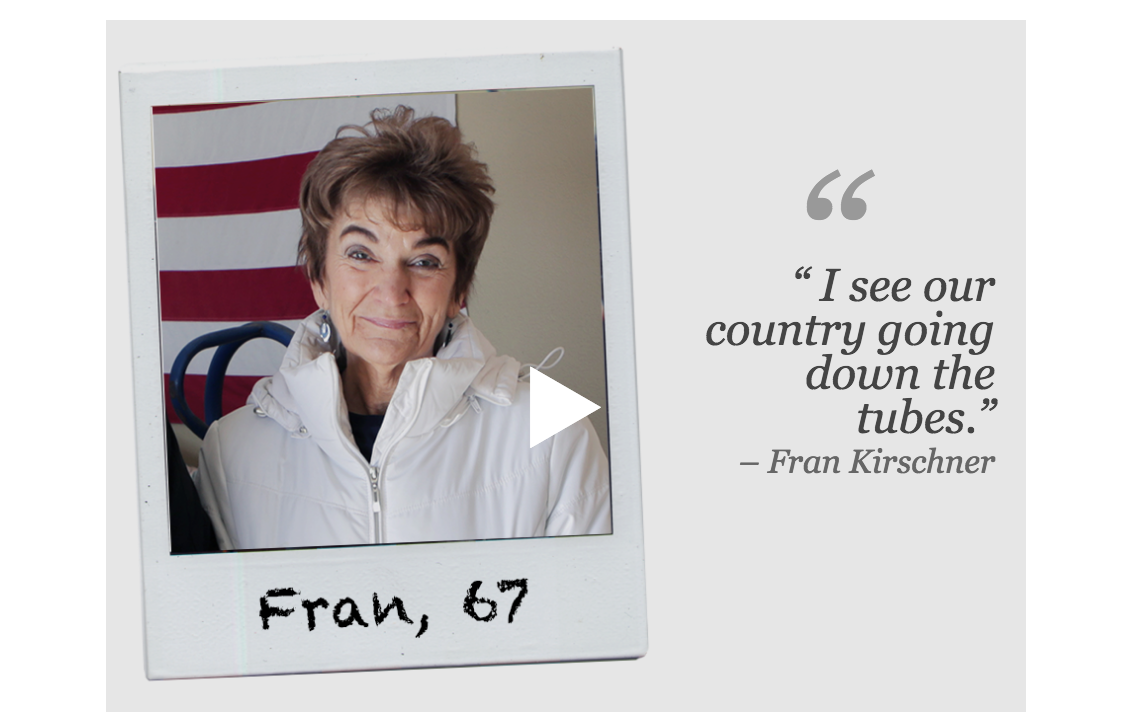 “
“ I see our
country going
down the
tubes.”
– Fran Kirschner
Fran, 67